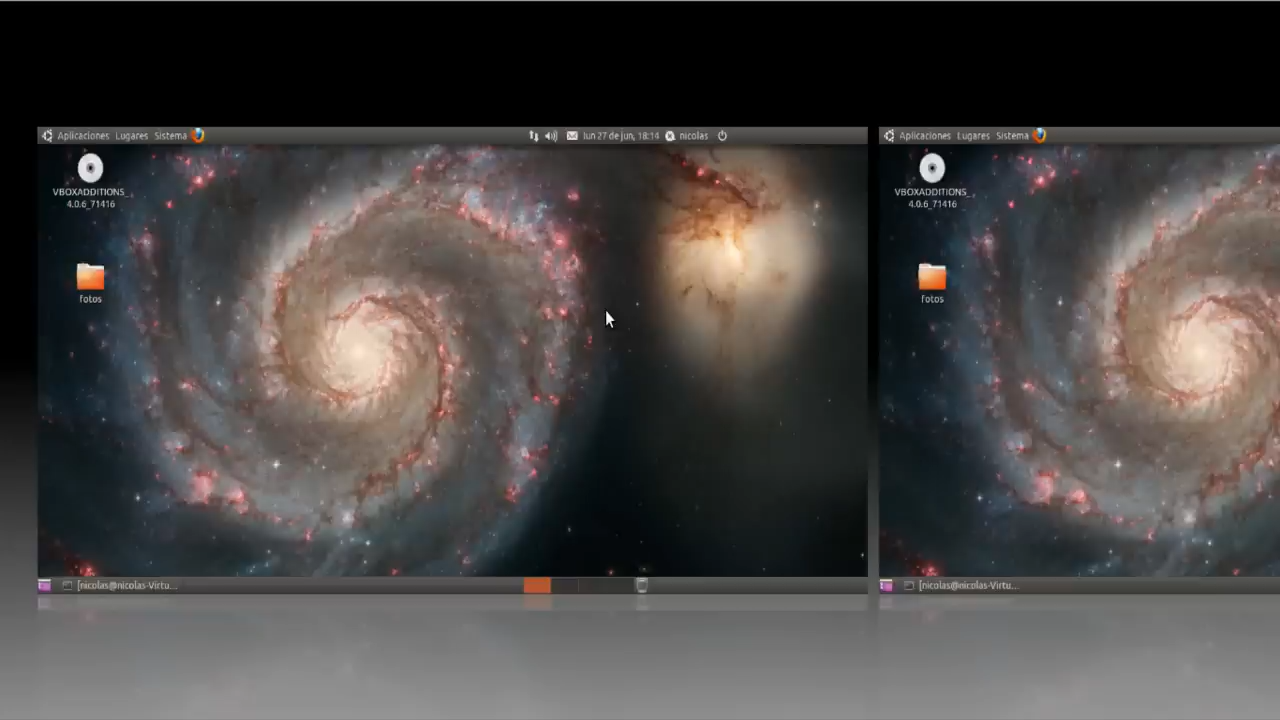 Aplicaciones Lugares Sistema
lun 27 de jun, 18:14 nicolas
Aplicaciones Lugares Sistema
VBOXADDITIONS_
4.0.6_71416
VBOXADDITIONS_
4.0.6_71416
fotos
fotos
[nicolas@nicolas-Virtu...
[nicolas@nicolas-Virtu...